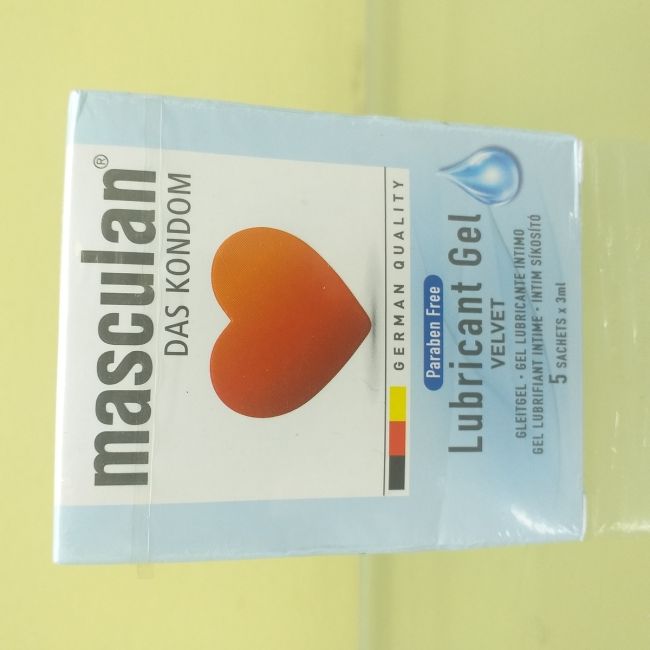 masculan®
DAS KONDOM
GERMAN QUALITY
Paraben Free
Lubricant Gel
VELVET
GLEITGEL · GEL LUBRICANTE INTIMO
GEL LUBRIFIANT INTIME · INTIM SÍKOSÍTÓ
5 SACHETS x 3ml